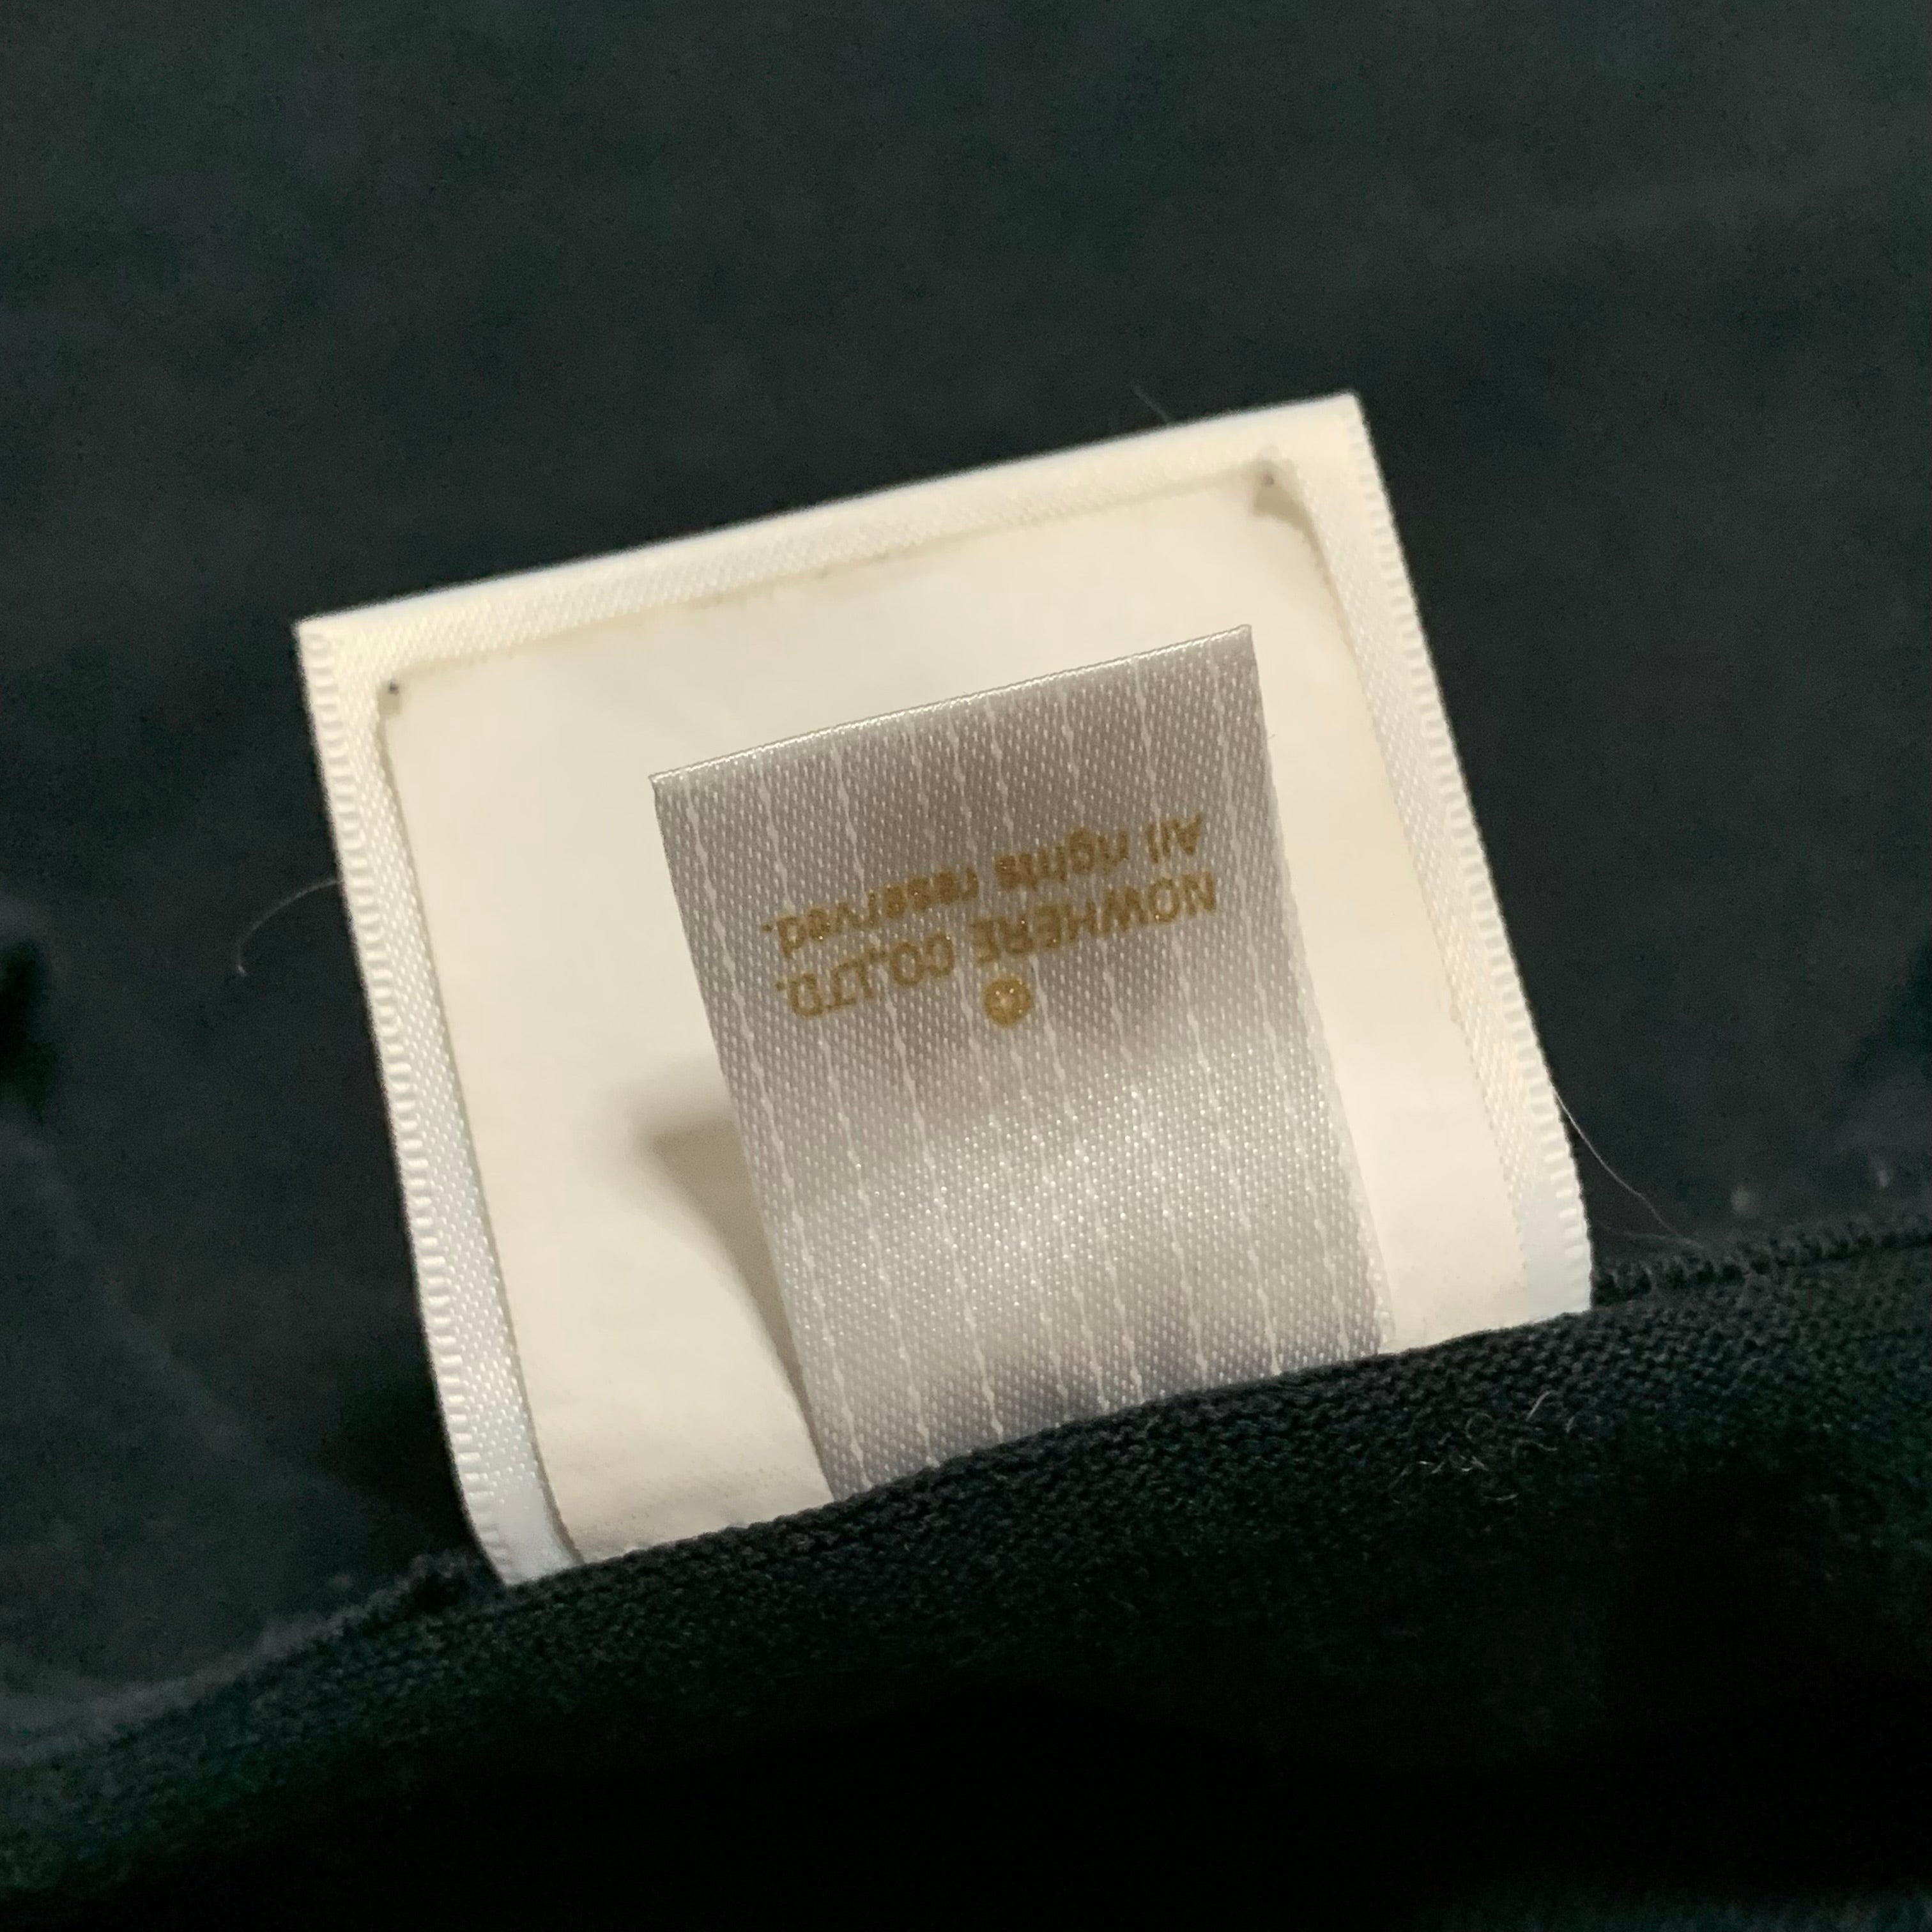 ©
NOWHERE CO.,LTD.
All rights reserved.